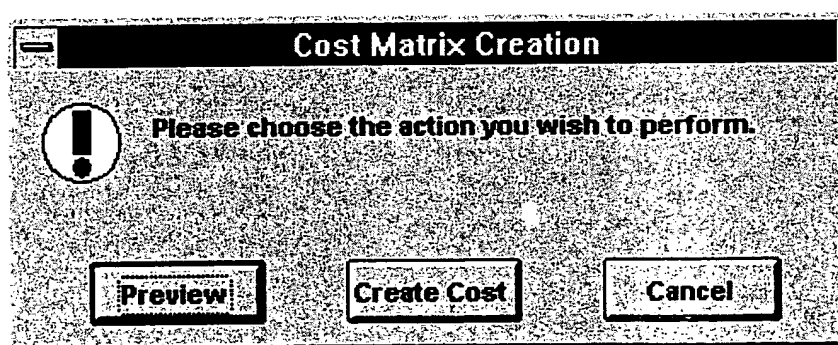 Cost Matrix Creation
Please choose the action you wish to perform.
Preview Create Cost Cancel